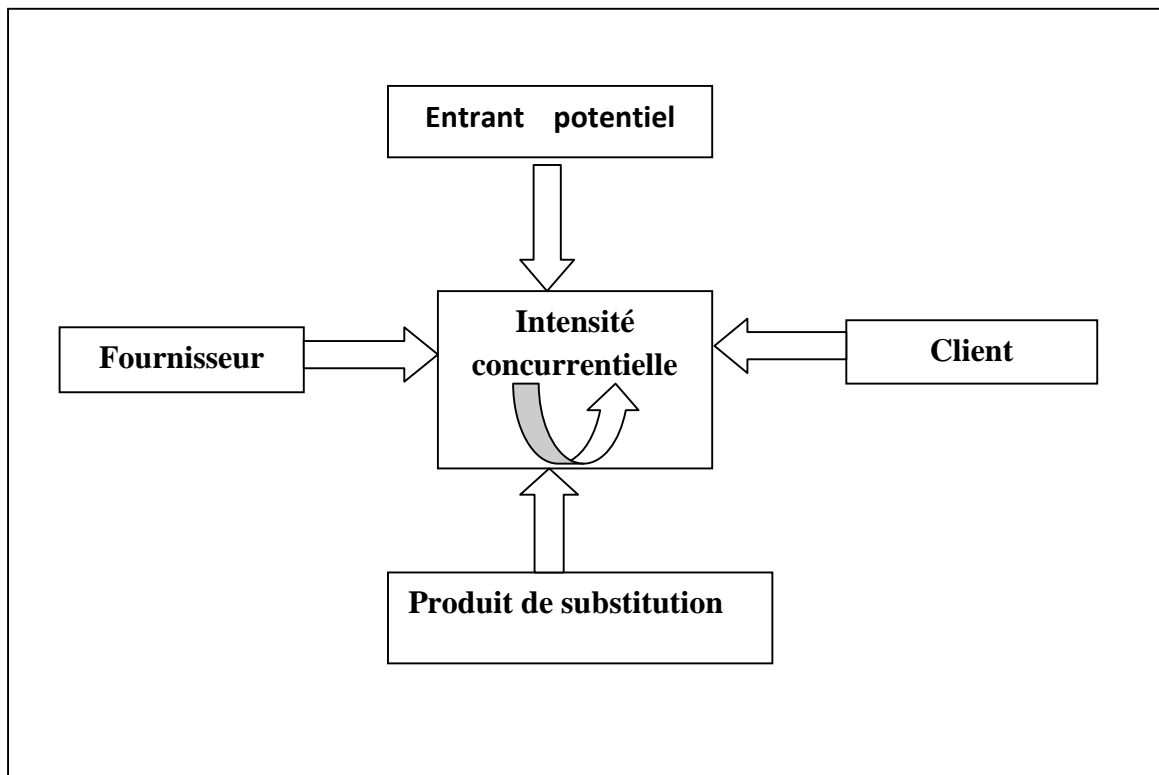 Entrant potentiel
Intensité
concurrentielle
Fournisseur
Client
Produit de substitution